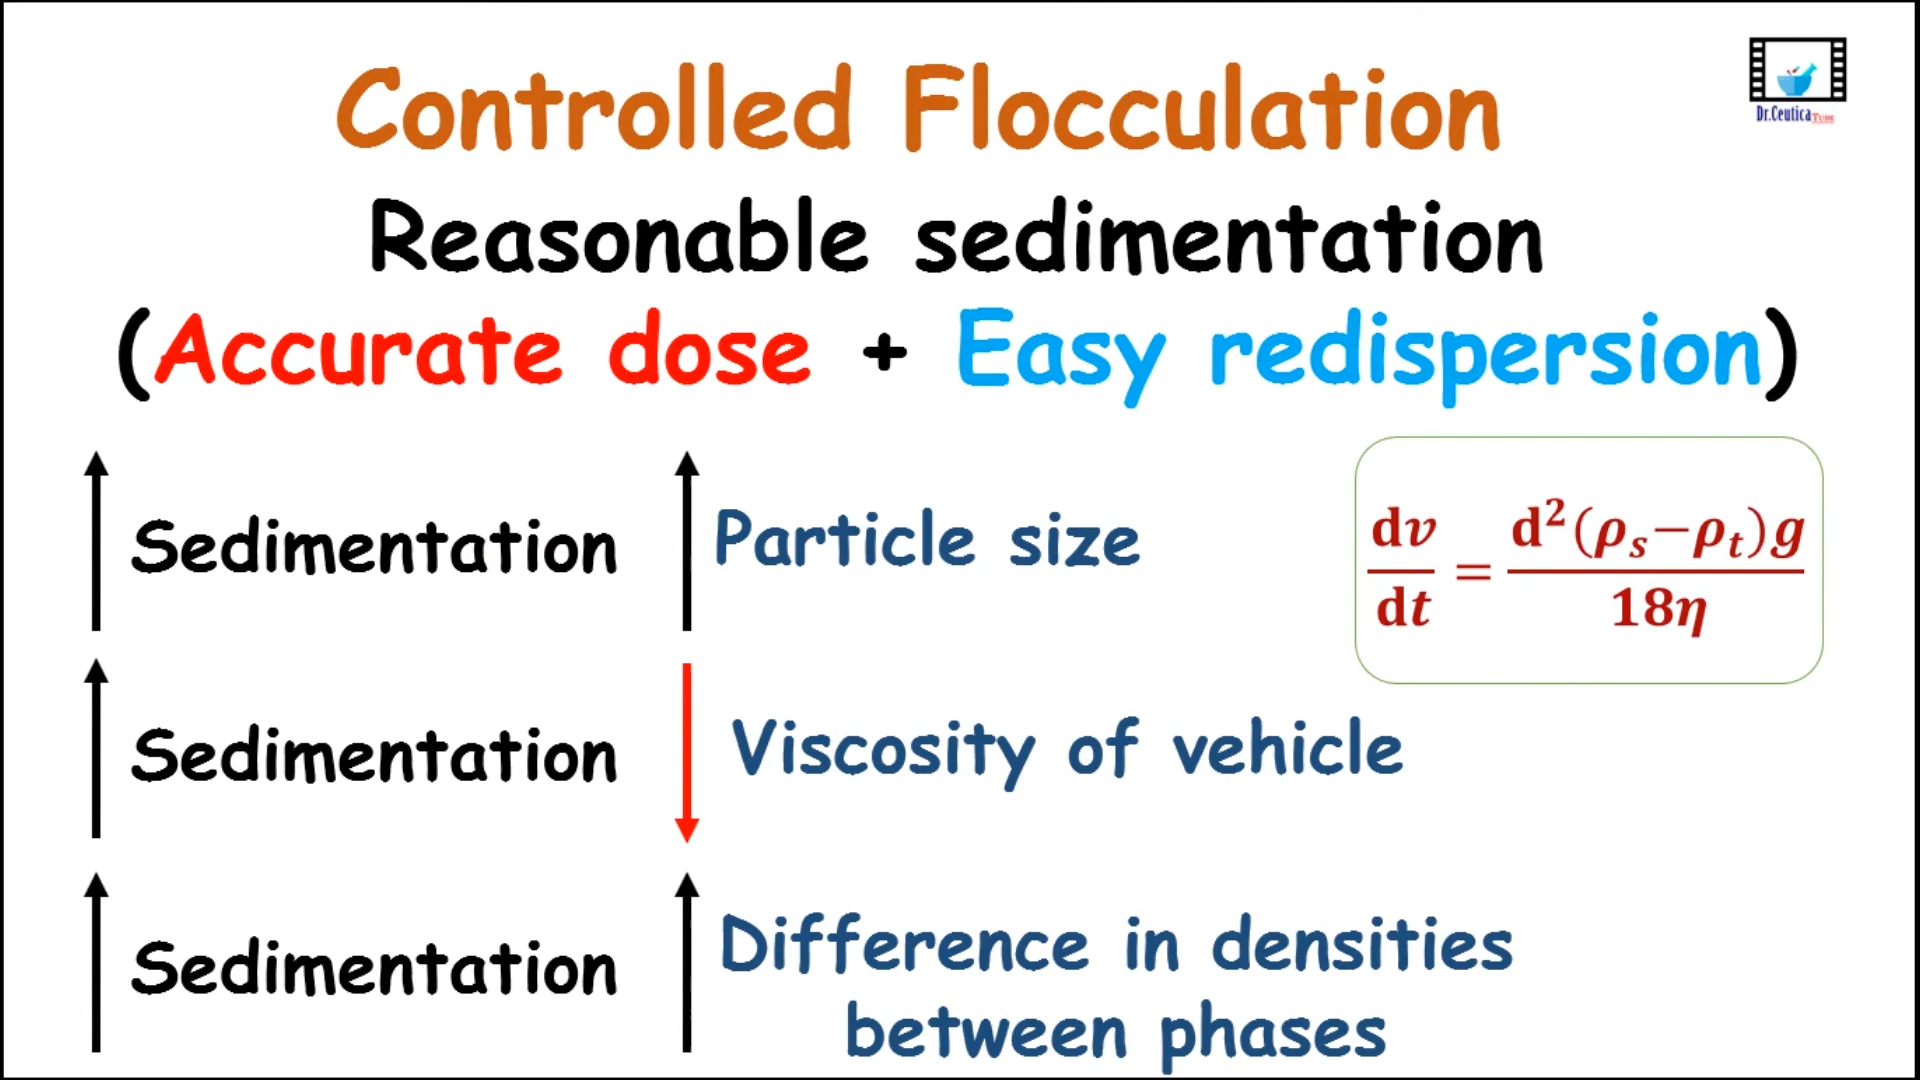 Controlled Flocculation
Dr.Ceutica TUBE
Reasonable sedimentation
(Accurate dose + Easy redispersion)
Sedimentation
Particle size
dv/dt = d²(ρₛ−ρₜ)g/18η
Sedimentation
Viscosity of vehicle
Sedimentation
Difference in densities
between phases